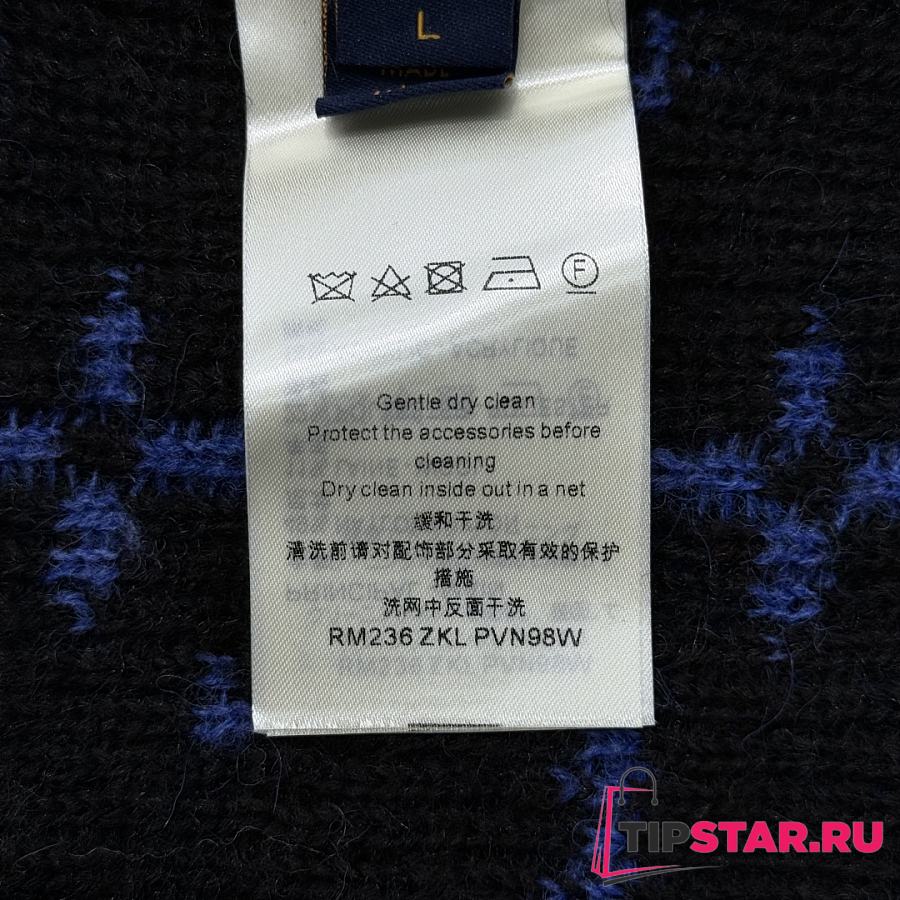 L
MADE
F
Gentle dry clean
Protect the accessories before
cleaning
Dry clean inside out in a net
缓和干洗
清洗前请对配饰部分采取有效的保护
措施
洗网中反面干洗
RM236 ZKL PVN98W
TIPSTAR.RU